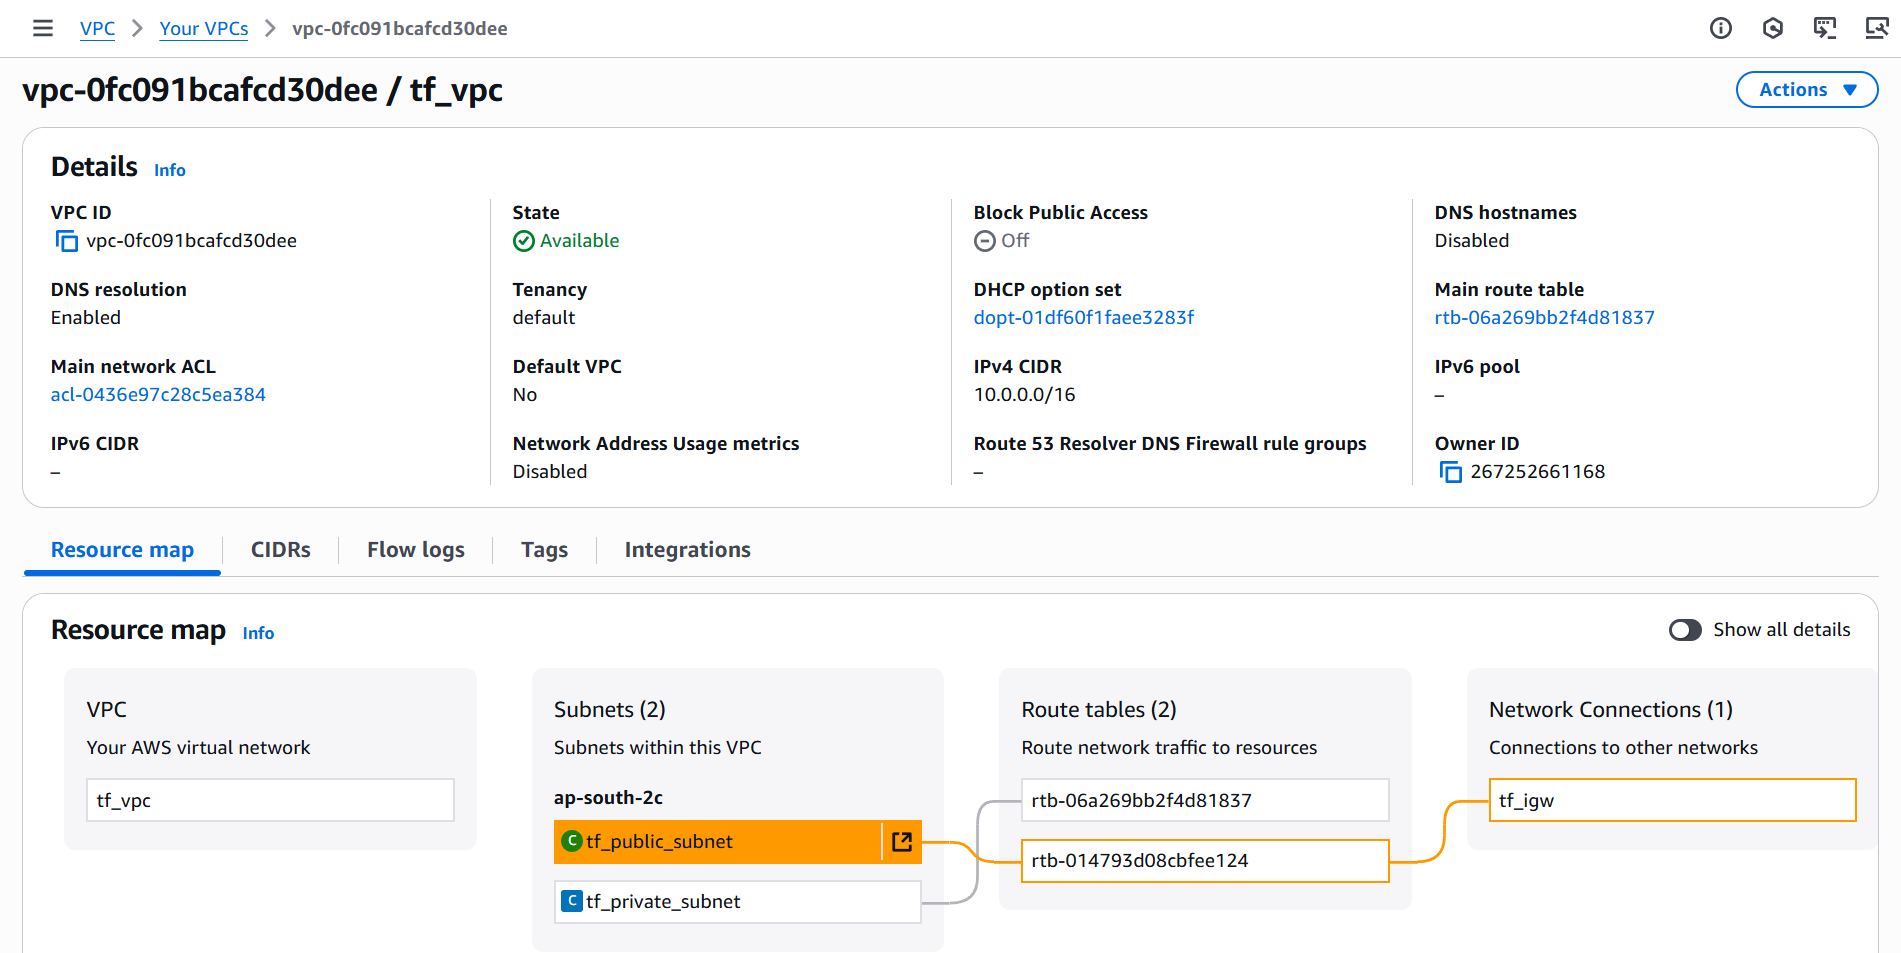 VPC > Your VPCs > vpc-0fc091bcafcd30dee
vpc-0fc091bcafcd30dee / tf_vpc
Actions
Details Info
VPC ID
vpc-0fc091bcafcd30dee
State
Available
Block Public Access
Off
DNS hostnames
Disabled
DNS resolution
Enabled
Tenancy
default
DHCP option set
dopt-01df60f1faee3283f
Main route table
rtb-06a269bb2f4d81837
Main network ACL
acl-0436e97c28c5ea384
Default VPC
No
IPv4 CIDR
10.0.0.0/16
IPv6 pool
–
IPv6 CIDR
–
Network Address Usage metrics
Disabled
Route 53 Resolver DNS Firewall rule groups
–
Owner ID
267252661168
Resource map
CIDRs
Flow logs
Tags
Integrations
Resource map Info
Show all details
VPC
Your AWS virtual network
tf_vpc
Subnets (2)
Subnets within this VPC
ap-south-2c
C tf_public_subnet
C tf_private_subnet
Route tables (2)
Route network traffic to resources
rtb-06a269bb2f4d81837
rtb-014793d08cbfee124
Network Connections (1)
Connections to other networks
tf_igw